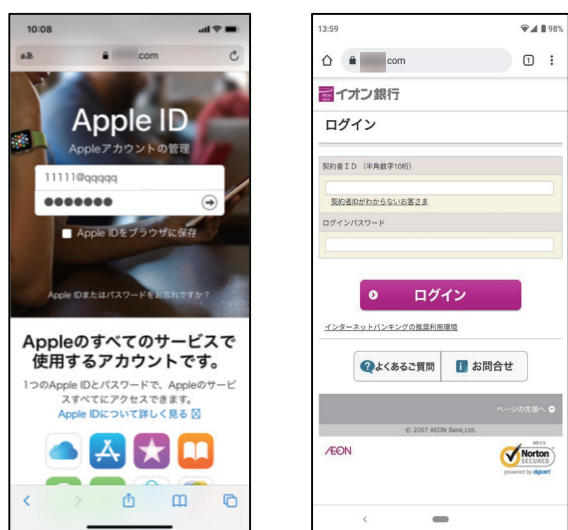 10:08
ぁあ
.com
Apple ID
Appleアカウントの管理
11111@qqqqq
●●●●●●●
Apple IDをブラウザに保存
Apple IDまたはパスワードをお忘れですか?
Appleのすべてのサービスで
使用するアカウントです。
1つのApple IDとパスワードで、Appleのサービ
スすべてにアクセスできます。
Apple IDについて詳しく見る
13:59
98%
.com
1
イオン銀行
ログイン
契約者ID (半角数字10桁)
契約者IDがわからないお客さま
ログインパスワード
ログイン
インターネットバンキングの推奨利用環境
よくあるご質問
お問合せ
ページの先頭へ
© 2007 AEON Bank,Ltd.
ÆON
Norton
SECURED
powered by digicert